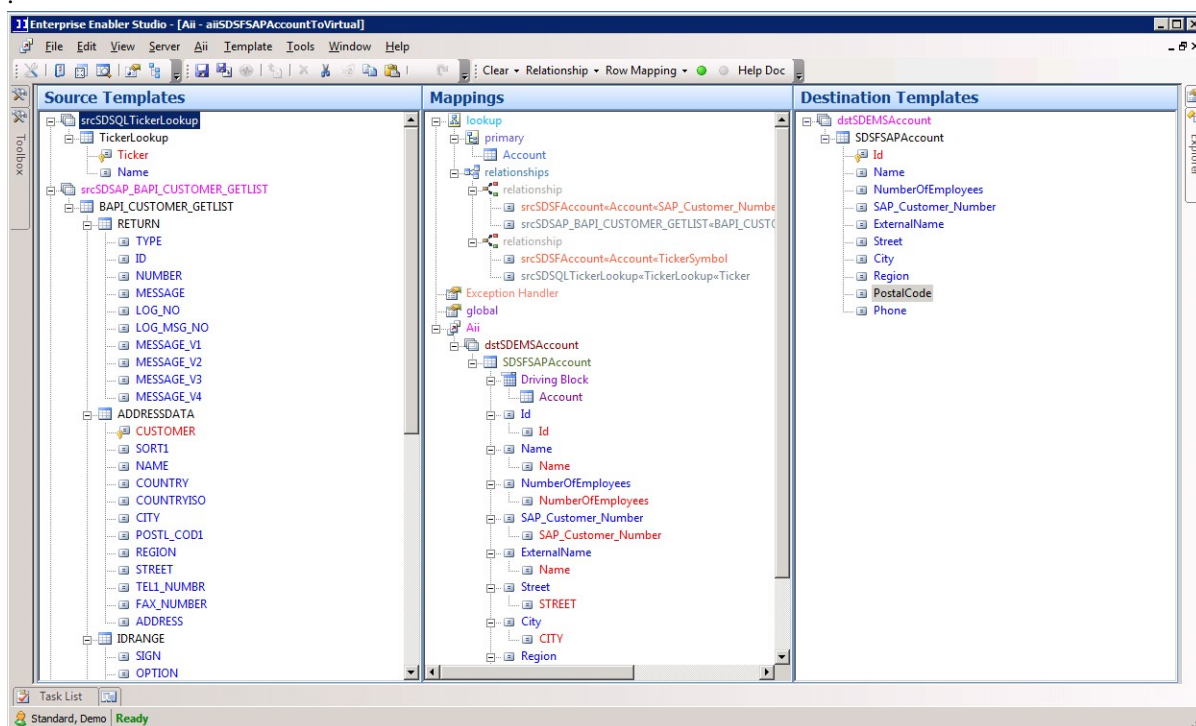 Enterprise Enabler Studio - [Aii - aiiSDSFSAPAccountToVirtual]
File Edit View Server Aii Template Tools Window Help
Clear Relationship Row Mapping Help Doc
Toolbox
Source Templates
srcSDSQLTickerLookup
TickerLookup
Ticker
Name
srcSDSAP_BAPI_CUSTOMER_GETLIST
BAPI_CUSTOMER_GETLIST
RETURN
TYPE
ID
NUMBER
MESSAGE
LOG_NO
LOG_MSG_NO
MESSAGE_V1
MESSAGE_V2
MESSAGE_V3
MESSAGE_V4
ADDRESSDATA
CUSTOMER
SORT1
NAME
COUNTRY
COUNTRYISO
CITY
POSTL_COD1
REGION
STREET
TEL1_NUMBR
FAX_NUMBER
ADDRESS
IDRANGE
SIGN
OPTION
Mappings
lookup
primary
Account
relationships
relationship
srcSDSFAccount«Account«SAP_Customer_Numbe
srcSDSAP_BAPI_CUSTOMER_GETLIST«BAPI_CUST(
relationship
srcSDSFAccount«Account«TickerSymbol
srcSDSQLTickerLookup«TickerLookup«Ticker
Exception Handler
global
Aii
dstSDEMSAccount
SDSFSAPAccount
Driving Block
Account
Id
Id
Name
Name
NumberOfEmployees
NumberOfEmployees
SAP_Customer_Number
SAP_Customer_Number
ExternalName
Name
Street
STREET
City
CITY
Region
Destination Templates
dstSDEMSAccount
SDSFSAPAccount
Id
Name
NumberOfEmployees
SAP_Customer_Number
ExternalName
Street
City
Region
PostalCode
Phone
Task List
Standard, Demo Ready